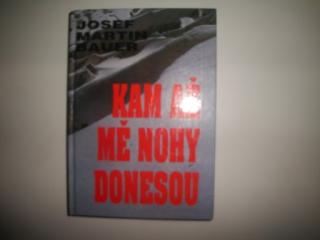 JOSEF
MARTIN
BAUER
KAM AŽ
MĚ NOHY
DONESOU